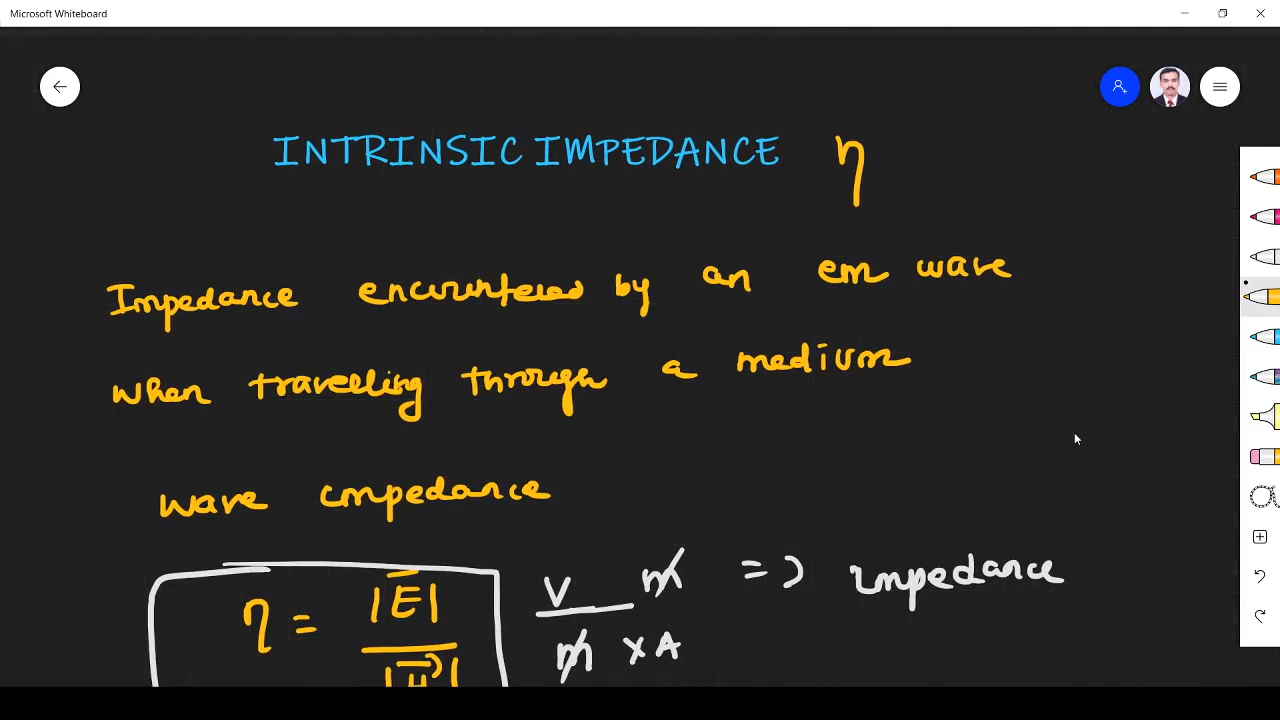 Microsoft Whiteboard
INTRINSIC IMPEDANCE η
Impedance encountered by an em wave
when travelling through a medium
wave impedance
η = |E| / |H| V m / m x A => impedance